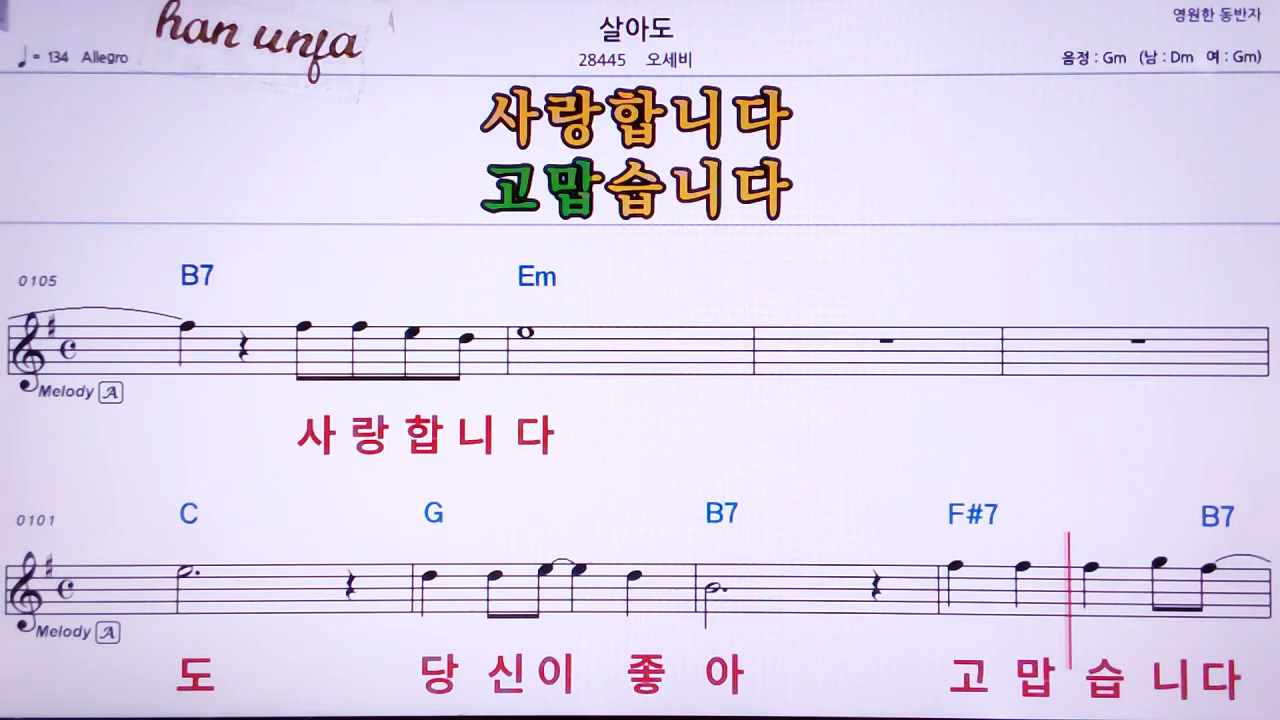 han unfa
살아도
영원한 동반자
♩= 134 Allegro
28445 오세비
음정 : Gm (남 : Dm 여 : Gm)
사랑합니다
고맙습니다
0105
B7 Em
Melody A
사 랑 합 니 다
0101
C G B7 F#7 B7
Melody A
도 당 신 이 좋 아 고 맙 습 니 다